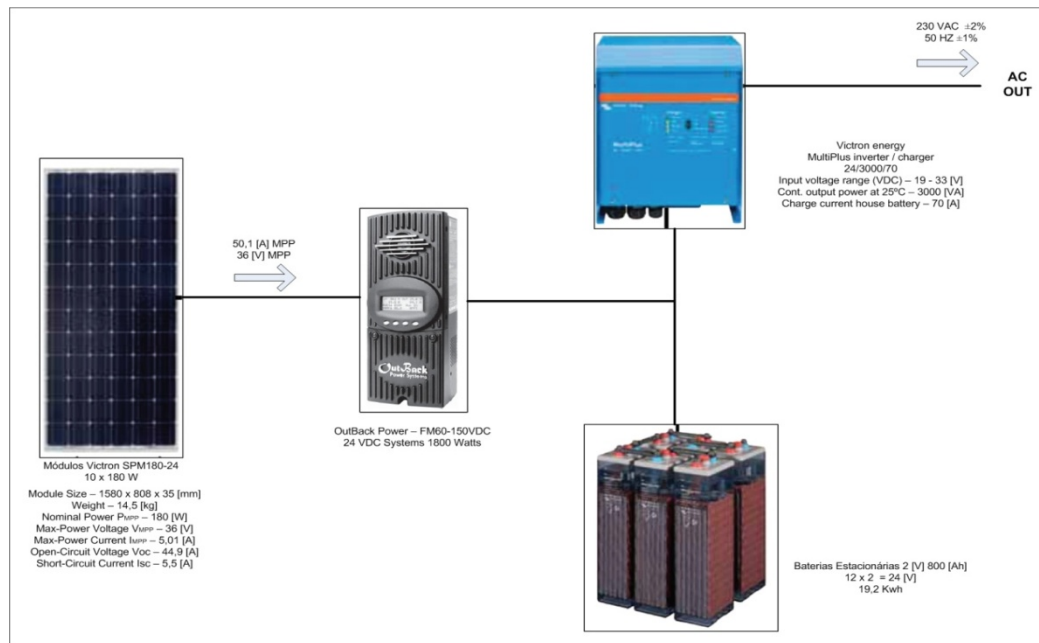 230 VAC ±2%
50 HZ ±1%
AC
OUT
Victron energy
MultiPlus inverter / charger
24/3000/70
Input voltage range (VDC) – 19 - 33 [V]
Cont. output power at 25ºC – 3000 [VA]
Charge current house battery – 70 [A]
50,1 [A] MPP
36 [V] MPP
OutBack
Power Systems
OutBack Power – FM60-150VDC
24 VDC Systems 1800 Watts
Módulos Victron SPM180-24
10 x 180 W
Module Size – 1580 x 808 x 35 [mm]
Weight – 14,5 [kg]
Nominal Power PMPP – 180 [W]
Max-Power Voltage VMPP – 36 [V]
Max-Power Current IMPP – 5,01 [A]
Open-Circuit Voltage Voc – 44,9 [A]
Short-Circuit Current Isc – 5,5 [A]
Baterias Estacionárias 2 [V] 800 [Ah]
12 x 2 = 24 [V]
19,2 Kwh